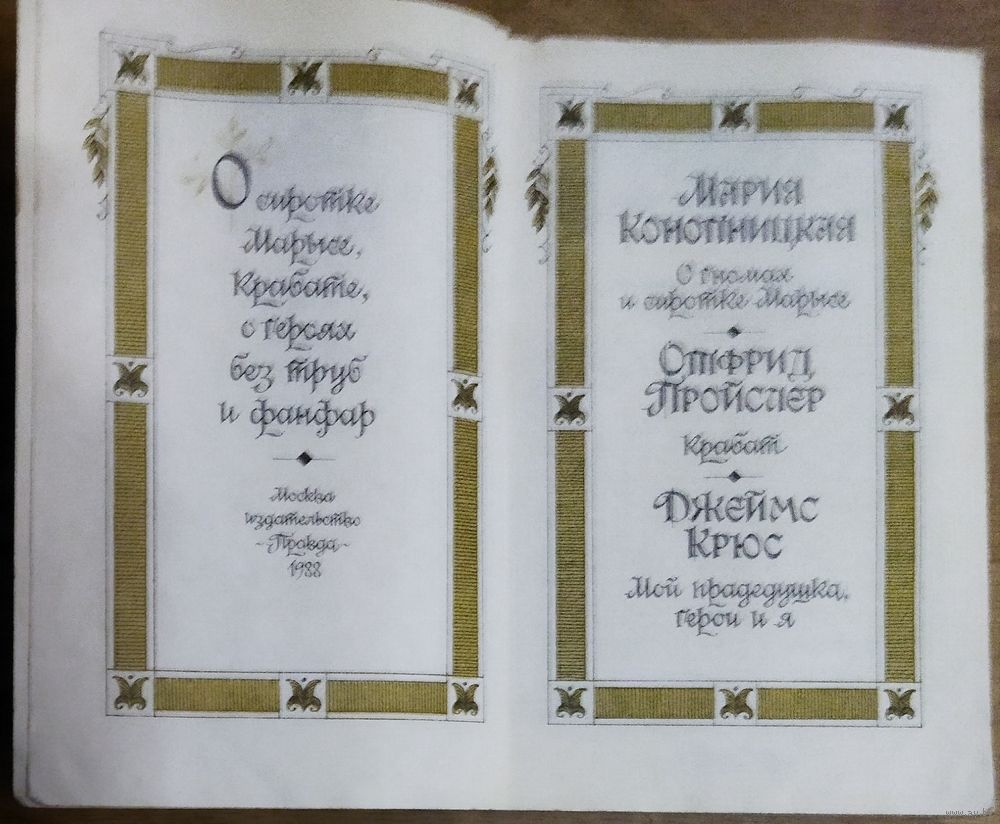 О сиротке
Марысе,
Крабате,
о героях
без труб
и фанфар
Москва
издательство
"Правда"
1988
Мария
Конопницкая
О гномах
и сиротке Марысе
Отфрид
Пройслер
Крабат
Джеймс
Крюс
Мой прадедушка,
герои и я